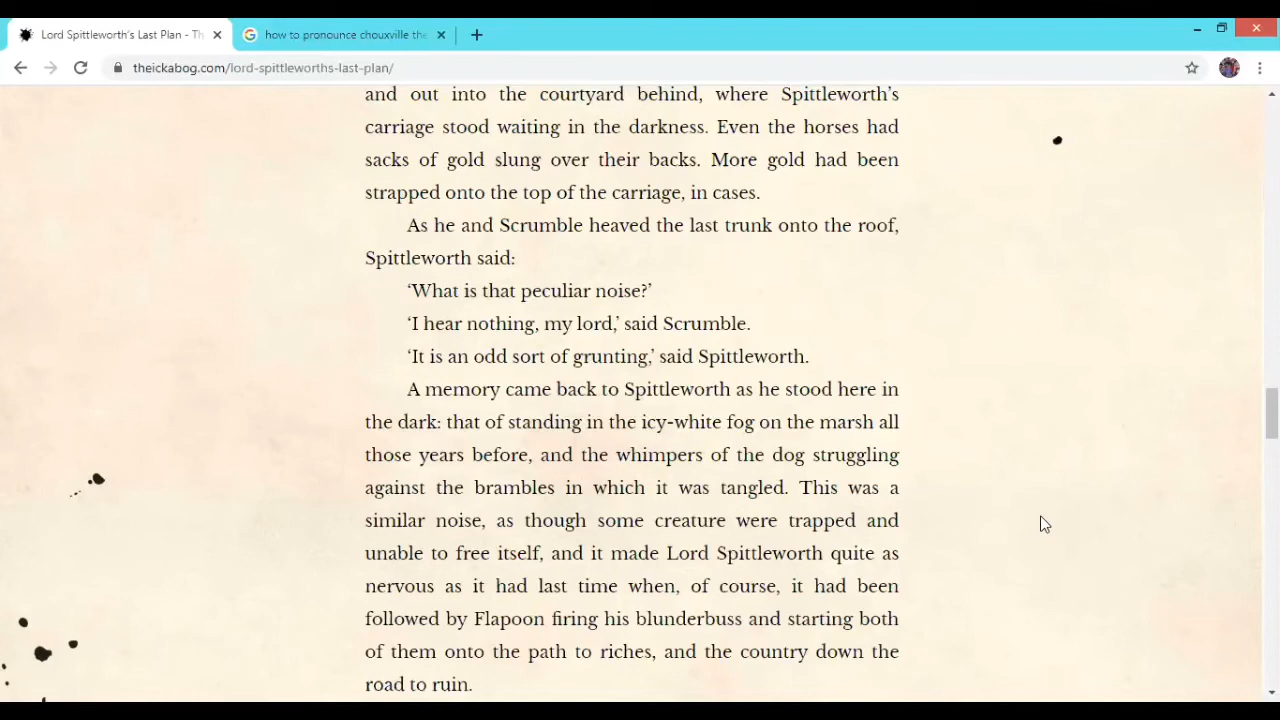 Lord Spittleworth's Last Plan - Th
how to pronounce chouxville the
theickabog.com/lord-spittleworths-last-plan/
and out into the courtyard behind, where Spittleworth’s
carriage stood waiting in the darkness. Even the horses had
sacks of gold slung over their backs. More gold had been
strapped onto the top of the carriage, in cases.
As he and Scrumble heaved the last trunk onto the roof,
Spittleworth said:
‘What is that peculiar noise?’
‘I hear nothing, my lord,’ said Scrumble.
‘It is an odd sort of grunting,’ said Spittleworth.
A memory came back to Spittleworth as he stood here in
the dark: that of standing in the icy-white fog on the marsh all
those years before, and the whimpers of the dog struggling
against the brambles in which it was tangled. This was a
similar noise, as though some creature were trapped and
unable to free itself, and it made Lord Spittleworth quite as
nervous as it had last time when, of course, it had been
followed by Flapoon firing his blunderbuss and starting both
of them onto the path to riches, and the country down the
road to ruin.